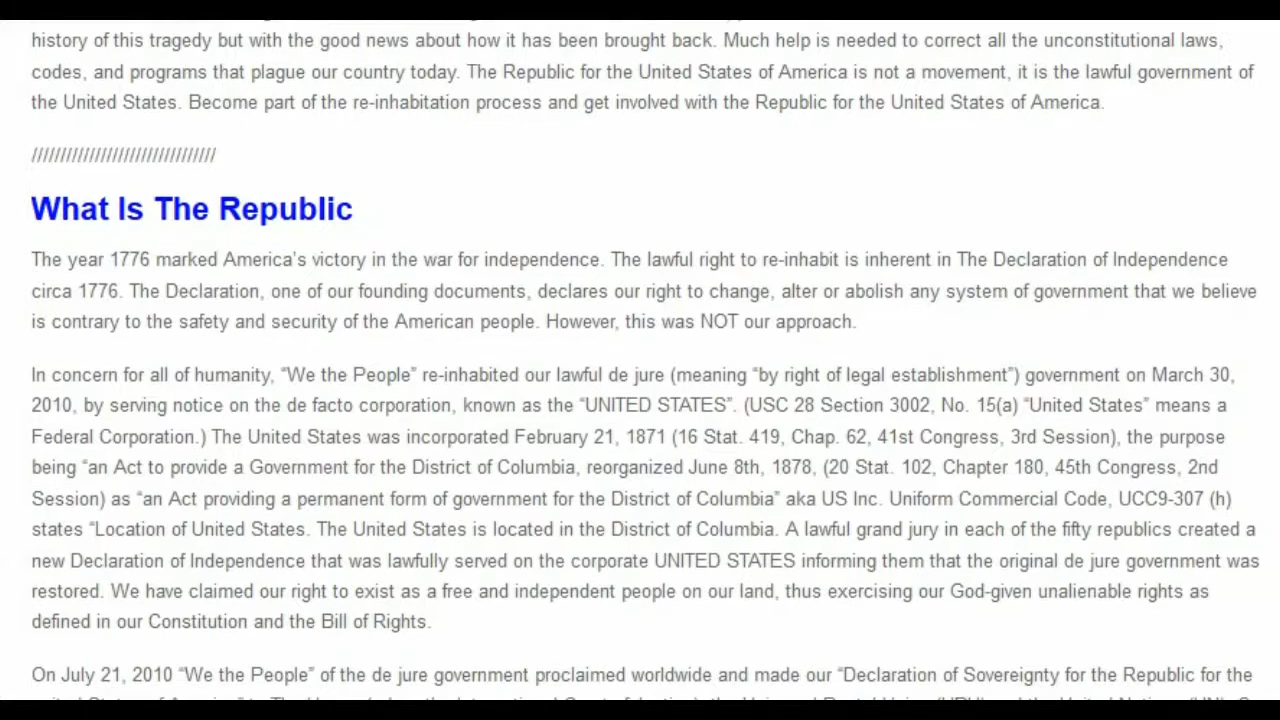 history of this tragedy but with the good news about how it has been brought back. Much help is needed to correct all the unconstitutional laws,
codes, and programs that plague our country today. The Republic for the United States of America is not a movement, it is the lawful government of
the United States. Become part of the re-inhabitation process and get involved with the Republic for the United States of America.
////////////////////////////////
What Is The Republic
The year 1776 marked America's victory in the war for independence. The lawful right to re-inhabit is inherent in The Declaration of Independence
circa 1776. The Declaration, one of our founding documents, declares our right to change, alter or abolish any system of government that we believe
is contrary to the safety and security of the American people. However, this was NOT our approach.
In concern for all of humanity, “We the People” re-inhabited our lawful de jure (meaning “by right of legal establishment”) government on March 30,
2010, by serving notice on the de facto corporation, known as the “UNITED STATES”. (USC 28 Section 3002, No. 15(a) “United States” means a
Federal Corporation.) The United States was incorporated February 21, 1871 (16 Stat. 419, Chap. 62, 41st Congress, 3rd Session), the purpose
being “an Act to provide a Government for the District of Columbia, reorganized June 8th, 1878, (20 Stat. 102, Chapter 180, 45th Congress, 2nd
Session) as “an Act providing a permanent form of government for the District of Columbia” aka US Inc. Uniform Commercial Code, UCC9-307 (h)
states “Location of United States. The United States is located in the District of Columbia. A lawful grand jury in each of the fifty republics created a
new Declaration of Independence that was lawfully served on the corporate UNITED STATES informing them that the original de jure government was
restored. We have claimed our right to exist as a free and independent people on our land, thus exercising our God-given unalienable rights as
defined in our Constitution and the Bill of Rights.
On July 21, 2010 “We the People” of the de jure government proclaimed worldwide and made our “Declaration of Sovereignty for the Republic for the